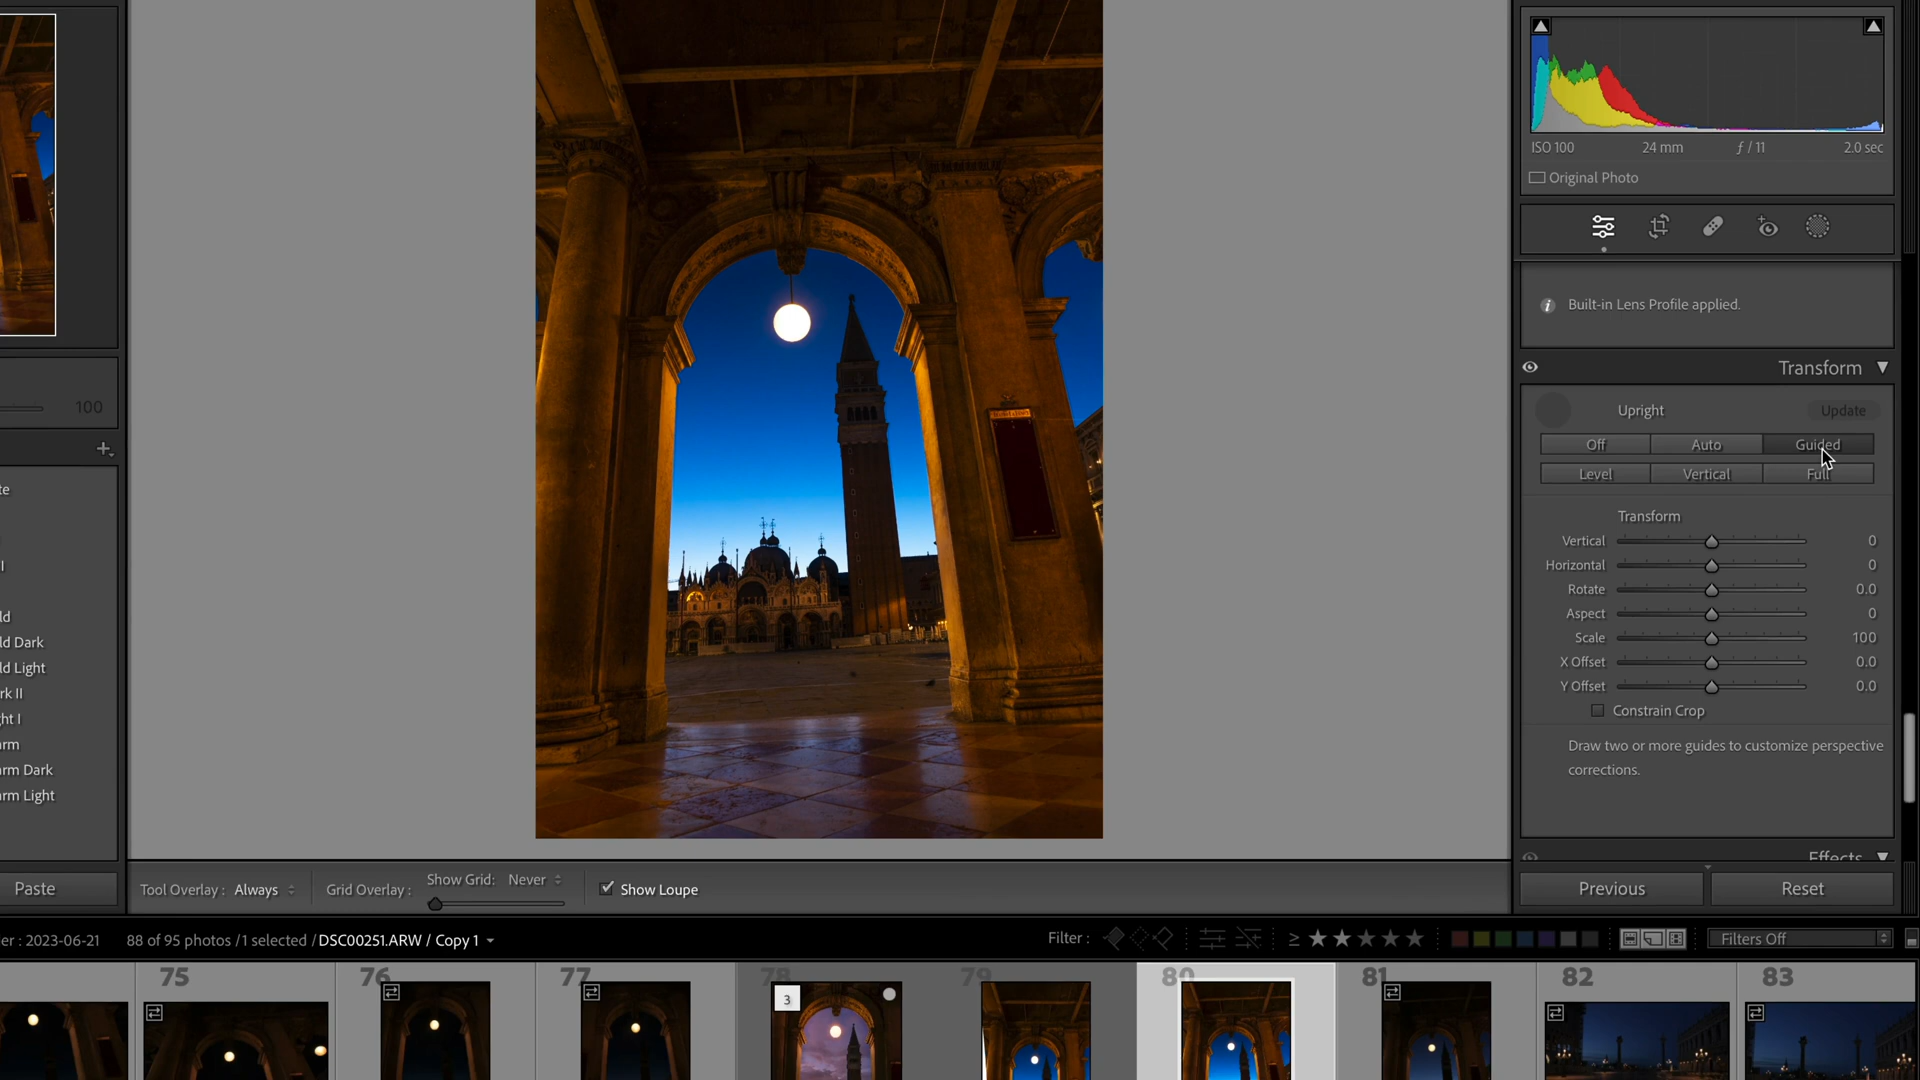 ISO 100 24 mm ƒ / 11 2.0 sec
Original Photo
Built-in Lens Profile applied.
Transform
Upright Update
Off Auto Guided
Level Vertical Full
Transform
Vertical 0
Horizontal 0
Rotate 0.0
Aspect 0
Scale 100
X Offset 0.0
Y Offset 0.0
Constrain Crop
Draw two or more guides to customize perspective
corrections.
Effects
Previous Reset
100
te
I
ld
ld Dark
ld Light
rk II
ght I
arm
arm Dark
arm Light
Paste
Tool Overlay : Always Grid Overlay : Show Grid: Never Show Loupe
er : 2023-06-21 88 of 95 photos /1 selected / DSC00251.ARW / Copy 1 Filter : ≥ Filters Off
75 76 77 78 79 80 81 82 83
3